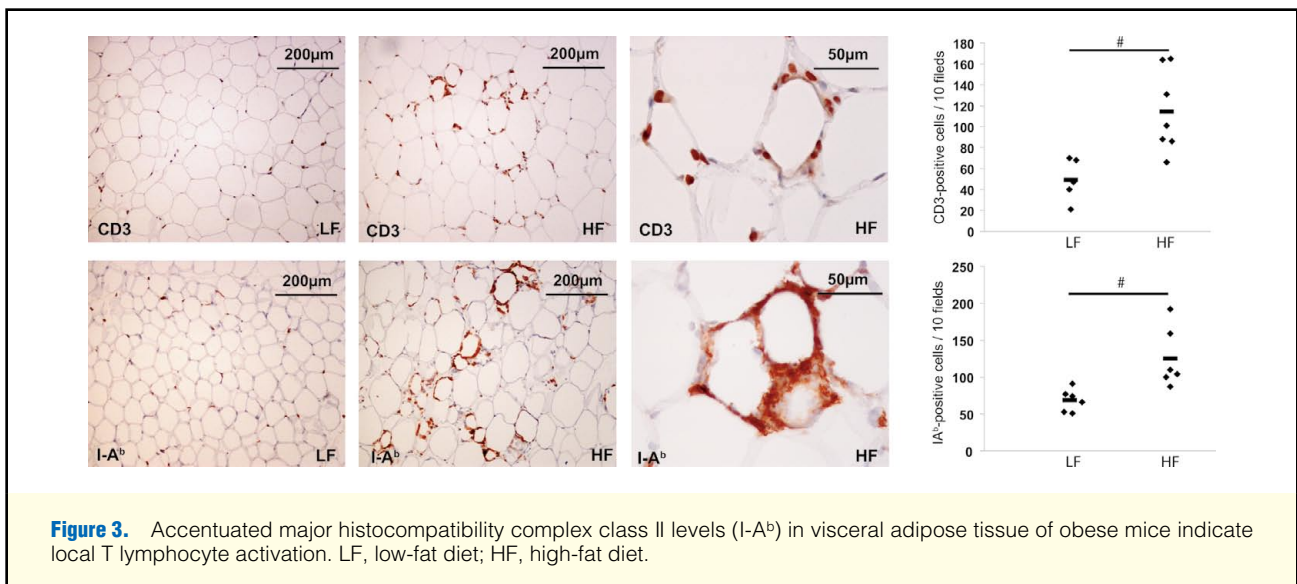 200µm
CD3
LF
200µm
CD3
HF
50µm
CD3
HF
CD3-positive cells / 10 fileds
180
160
140
120
100
80
60
40
20
0
#
LF
HF
200µm
I-Aᵇ
LF
200µm
I-Aᵇ
HF
50µm
I-Aᵇ
HF
IAᵇ-positive cells / 10 fields
250
200
150
100
50
0
#
LF
HF
Figure 3. Accentuated major histocompatibility complex class II levels (I-Aᵇ) in visceral adipose tissue of obese mice indicate
local T lymphocyte activation. LF, low-fat diet; HF, high-fat diet.